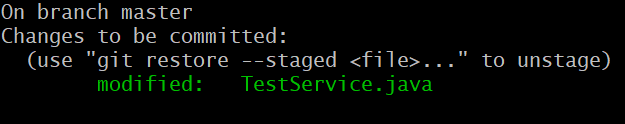 On branch master
Changes to be committed:
  (use "git restore --staged <file>..." to unstage)
        modified:   TestService.java